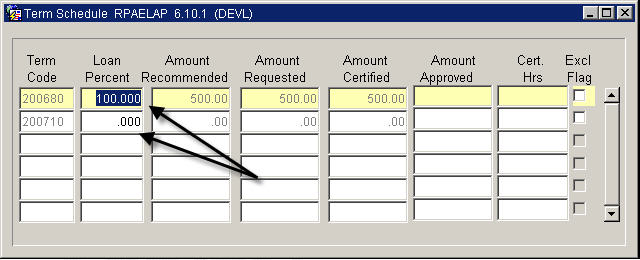 Term Schedule RPAELAP 6.10.1 (DEVL)
Term Code Loan Percent Amount Recommended Amount Requested Amount Certified Amount Approved Cert. Hrs Excl Flag
200680 100.000 500.00 500.00 500.00
200710 .000 .00 .00 .00